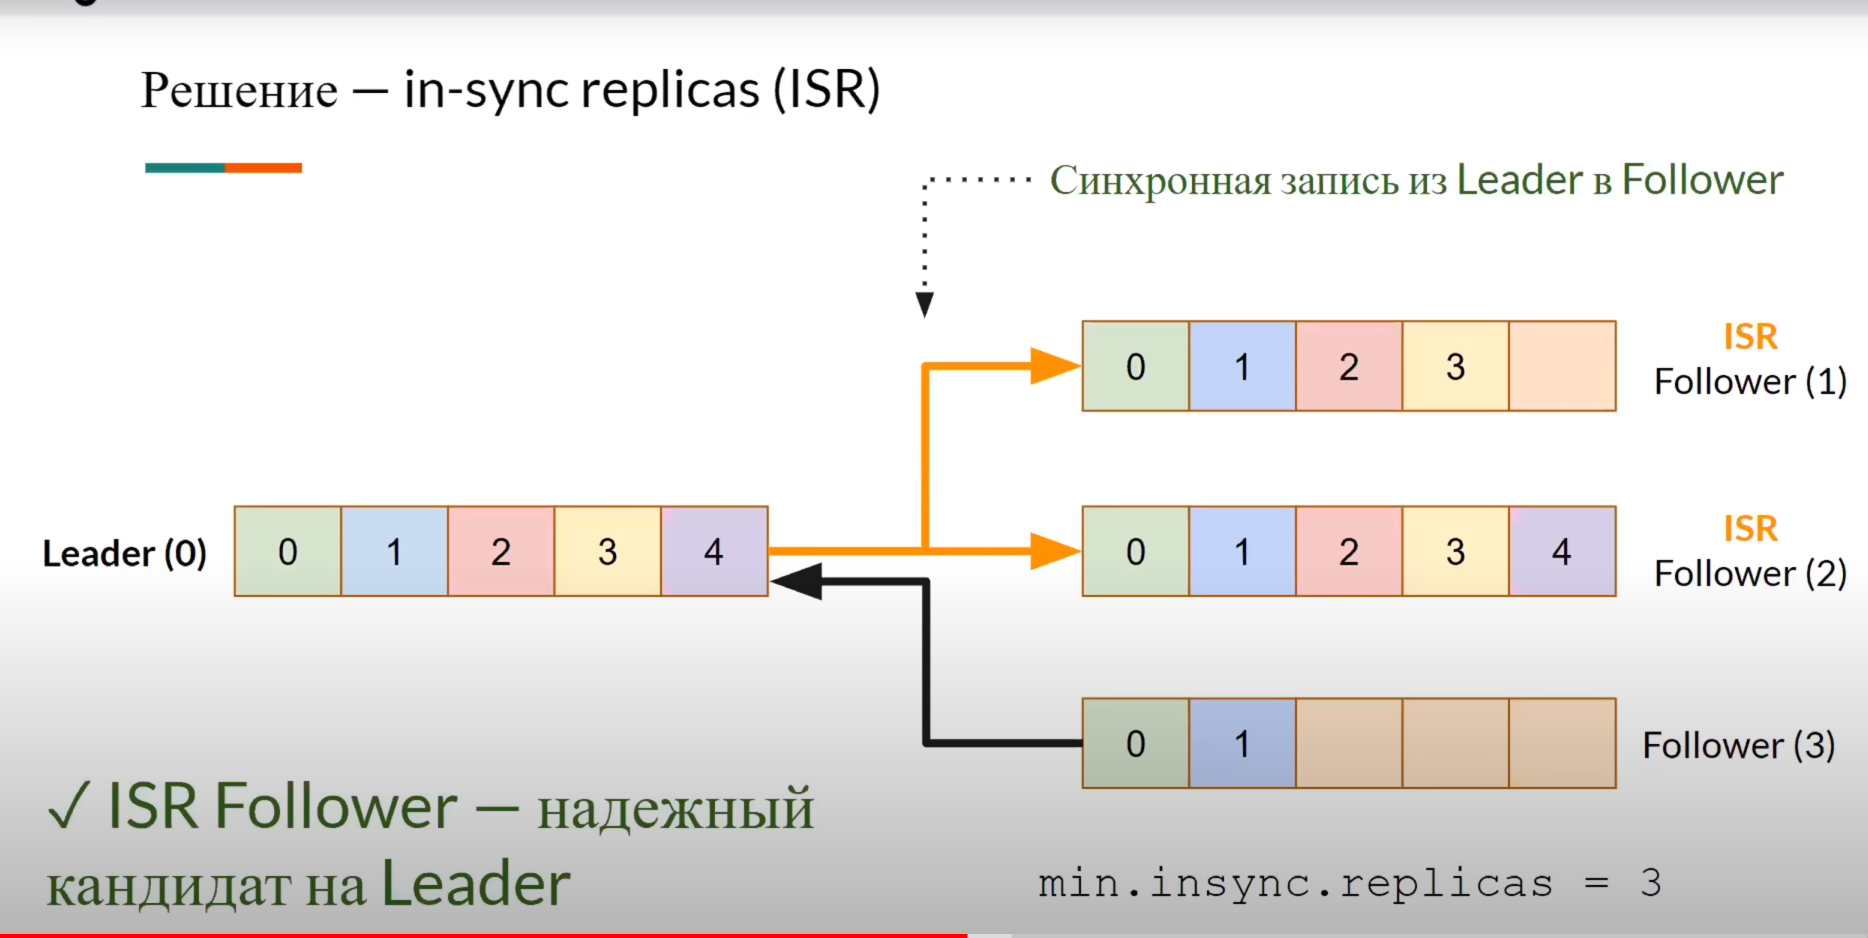 Решение — in-sync replicas (ISR)
Синхронная запись из Leader в Follower
0 1 2 3
ISR
Follower (1)
Leader (0)
0 1 2 3 4
0 1 2 3 4
ISR
Follower (2)
0 1
Follower (3)
✓ ISR Follower — надежный
кандидат на Leader
min.insync.replicas = 3